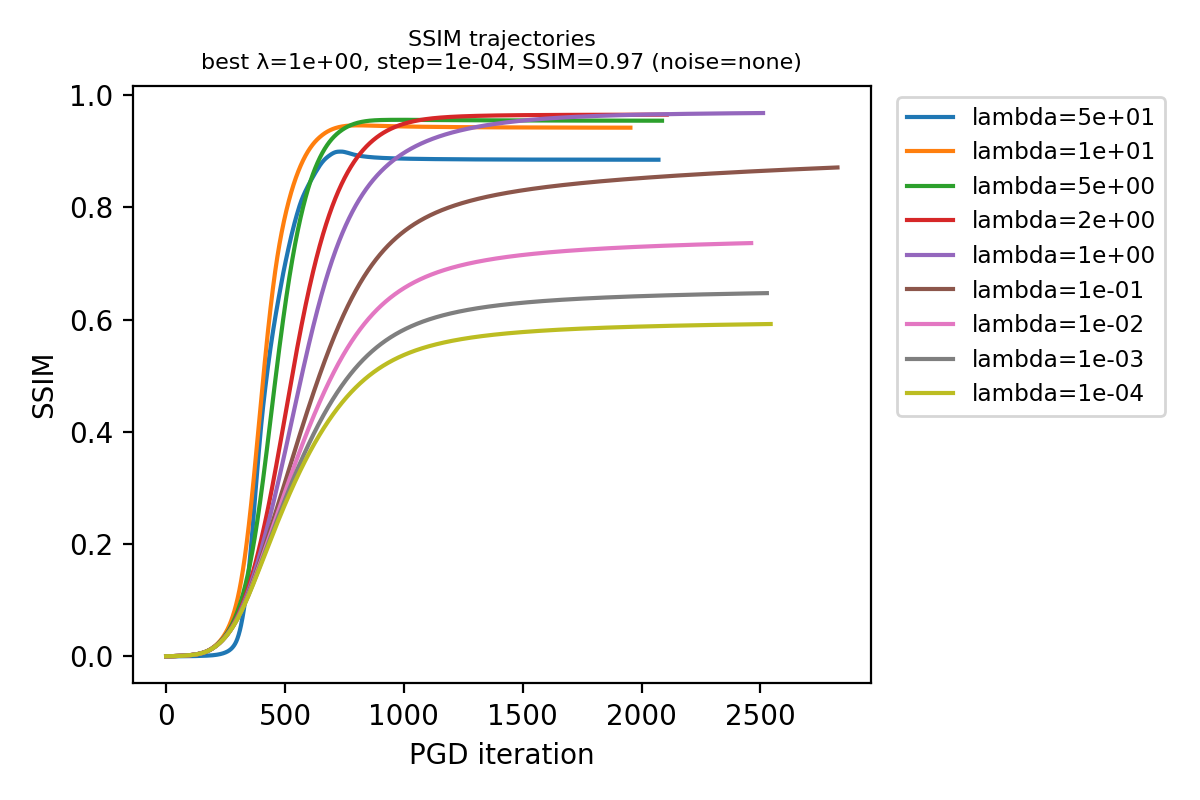 SSIM trajectories
best λ=1e+00, step=1e-04, SSIM=0.97 (noise=none)
1.0
0.8
0.6
0.4
0.2
0.0
SSIM
0 500 1000 1500 2000 2500
PGD iteration
lambda=5e+01
lambda=1e+01
lambda=5e+00
lambda=2e+00
lambda=1e+00
lambda=1e-01
lambda=1e-02
lambda=1e-03
lambda=1e-04